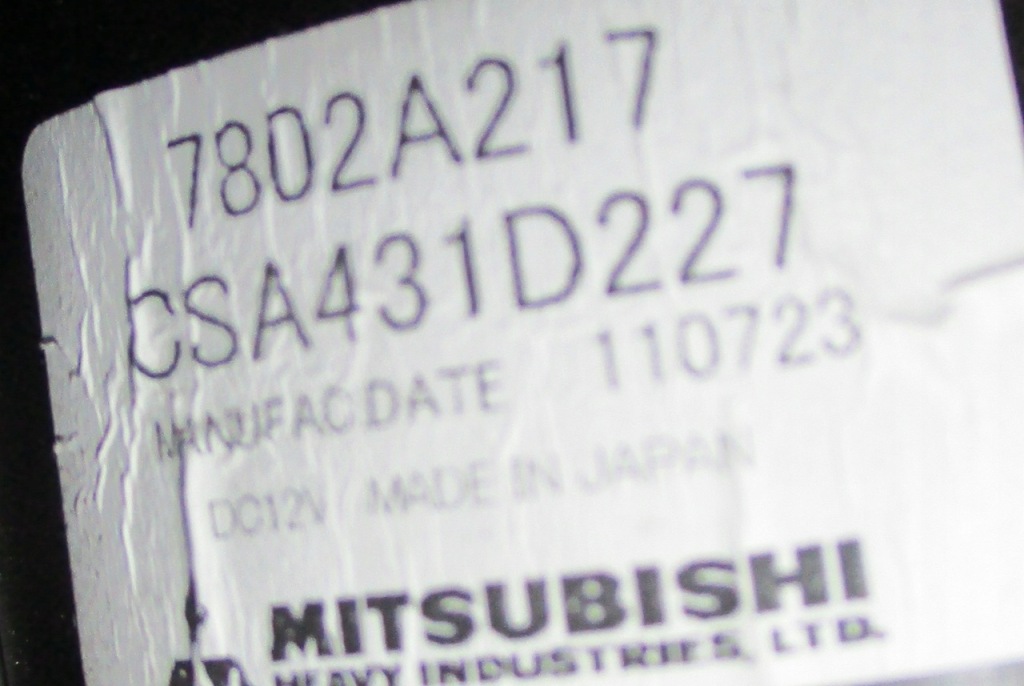 7802A217
CSA431D227
MANUFAC.DATE 110723
DC12V MADE IN JAPAN
MITSUBISHI
HEAVY INDUSTRIES, LTD.